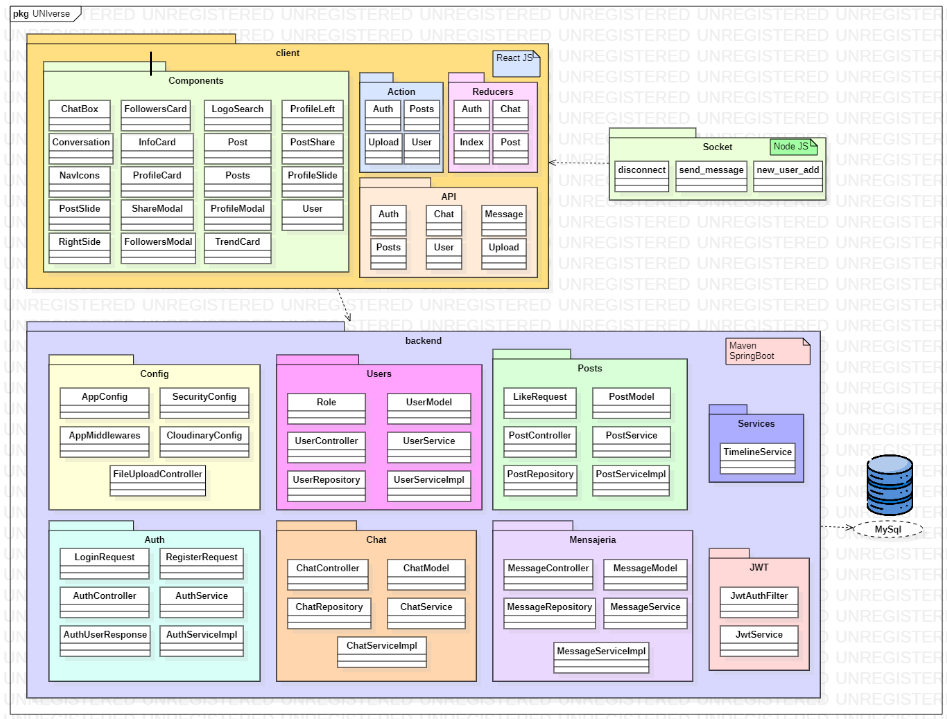 pkg UNIverse
client
React JS
Components
ChatBox FollowersCard LogoSearch ProfileLeft
Conversation InfoCard Post PostShare
NavIcons ProfileCard Posts ProfileSlide
PostSlide ShareModal ProfileModal User
RightSide FollowersModal TrendCard
Action
Auth Posts
Upload User
Reducers
Auth Chat
Index Post
API
Auth Chat Message
Posts User Upload
Socket
Node JS
disconnect send_message new_user_add
backend
Maven
SpringBoot
Config
AppConfig SecurityConfig
AppMiddlewares CloudinaryConfig
FileUploadController
Users
Role UserModel
UserController UserService
UserRepository UserServiceImpl
Posts
LikeRequest PostModel
PostController PostService
PostRepository PostServiceImpl
Services
TimelineService
MySql
Auth
LoginRequest RegisterRequest
AuthController AuthService
AuthUserResponse AuthServiceImpl
Chat
ChatController ChatModel
ChatRepository ChatService
ChatServiceImpl
Mensajeria
MessageController MessageModel
MessageRepository MessageService
MessageServiceImpl
JWT
JwtAuthFilter
JwtService
UNREGISTERED